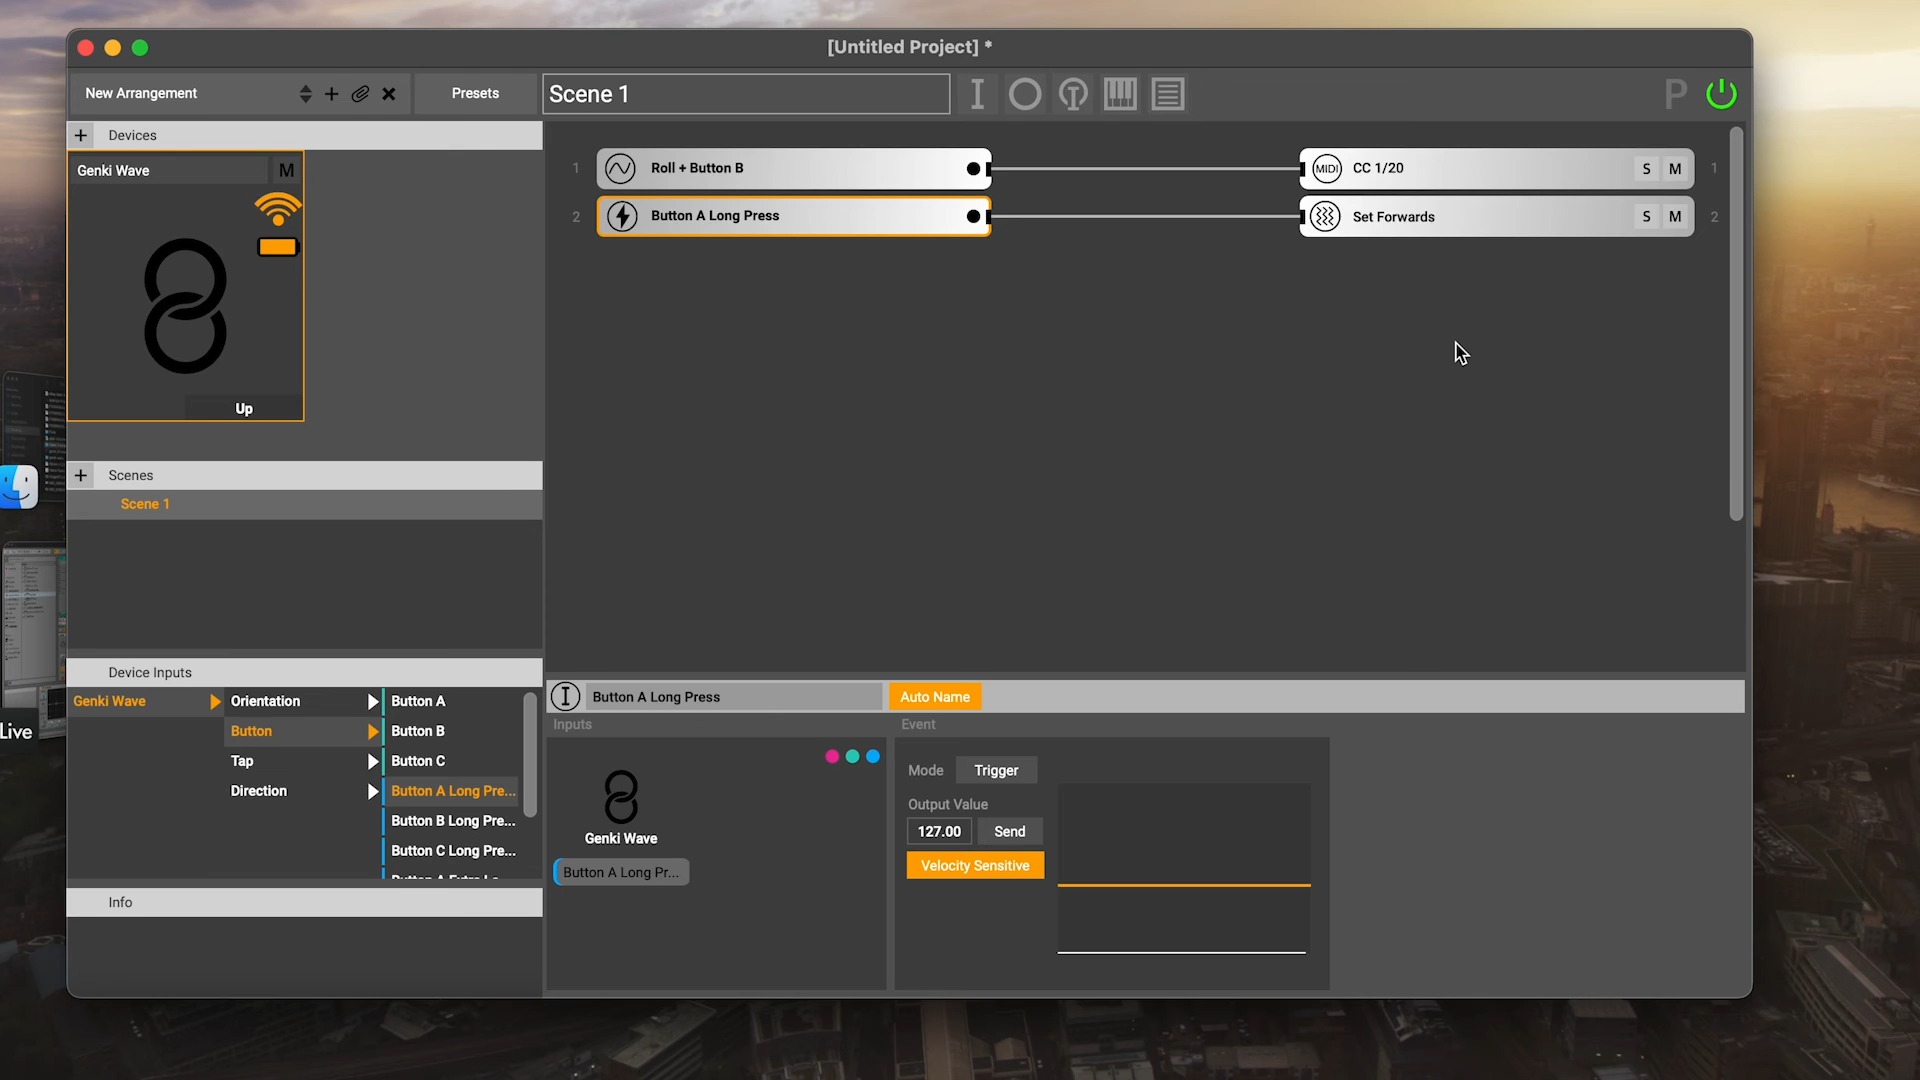 [Untitled Project] *
New Arrangement
Presets
Scene 1
P
Devices
Genki Wave
M
Up
1
Roll + Button B
MIDI
CC 1/20
S
M
1
2
Button A Long Press
Set Forwards
S
M
2
Scenes
Scene 1
Device Inputs
Genki Wave
Orientation
Button A
Button
Button B
Tap
Button C
Direction
Button A Long Pre...
Button B Long Pre...
Button C Long Pre...
Info
Live
Button A Long Press
Auto Name
Inputs
Event
Genki Wave
Button A Long Pr...
Mode
Trigger
Output Value
127.00
Send
Velocity Sensitive